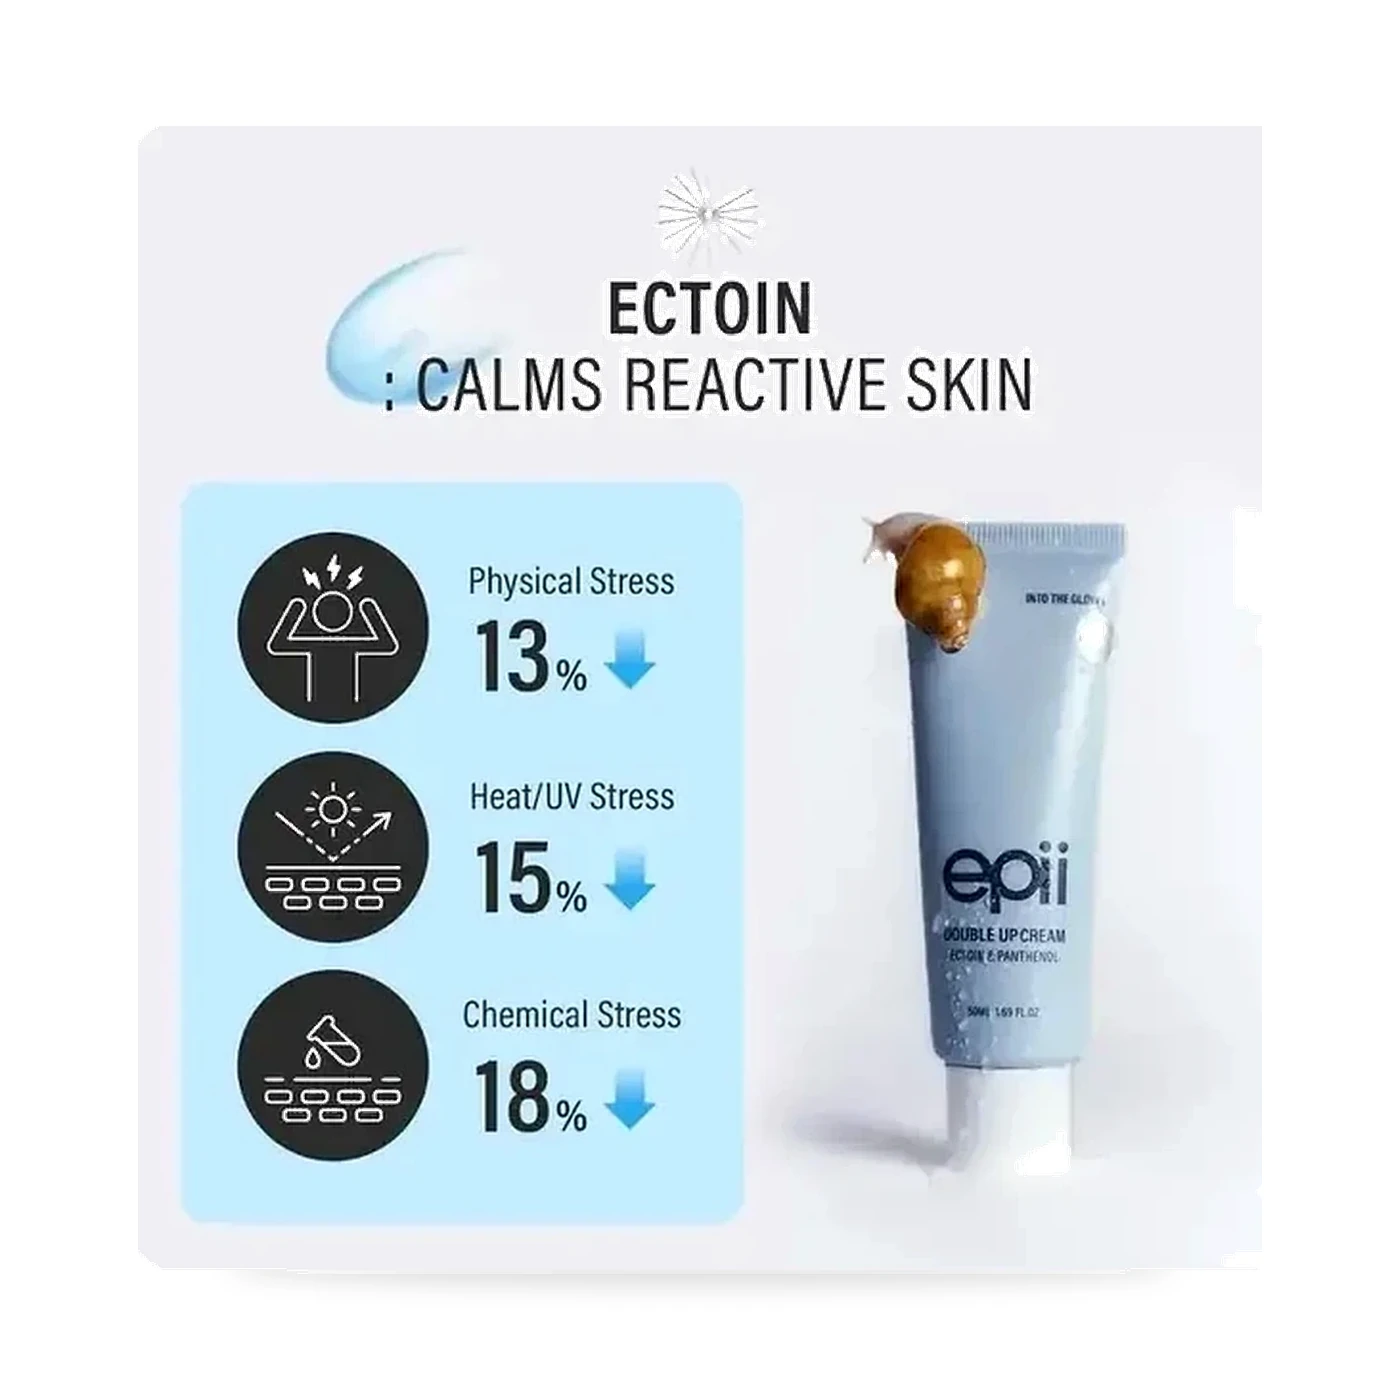 ECTOIN
: CALMS REACTIVE SKIN
Physical Stress
13%
Heat/UV Stress
15%
Chemical Stress
18%
INTO THE
epii
DOUBLE UP CREAM
ECTOIN & PANTHENOL
50ML 1.69 FL.OZ